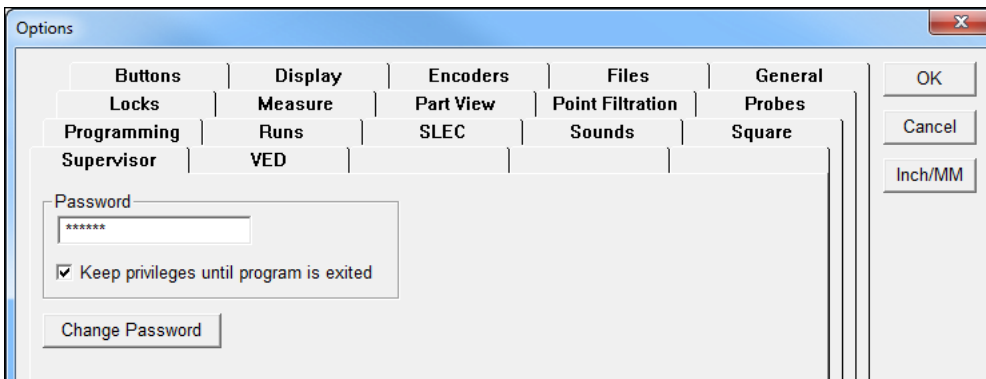 Options
x
Buttons Display Encoders Files General
OK
Locks Measure Part View Point Filtration Probes
Programming Runs SLEC Sounds Square
Cancel
Supervisor VED
Inch/MM
Password
******
Keep privileges until program is exited
Change Password